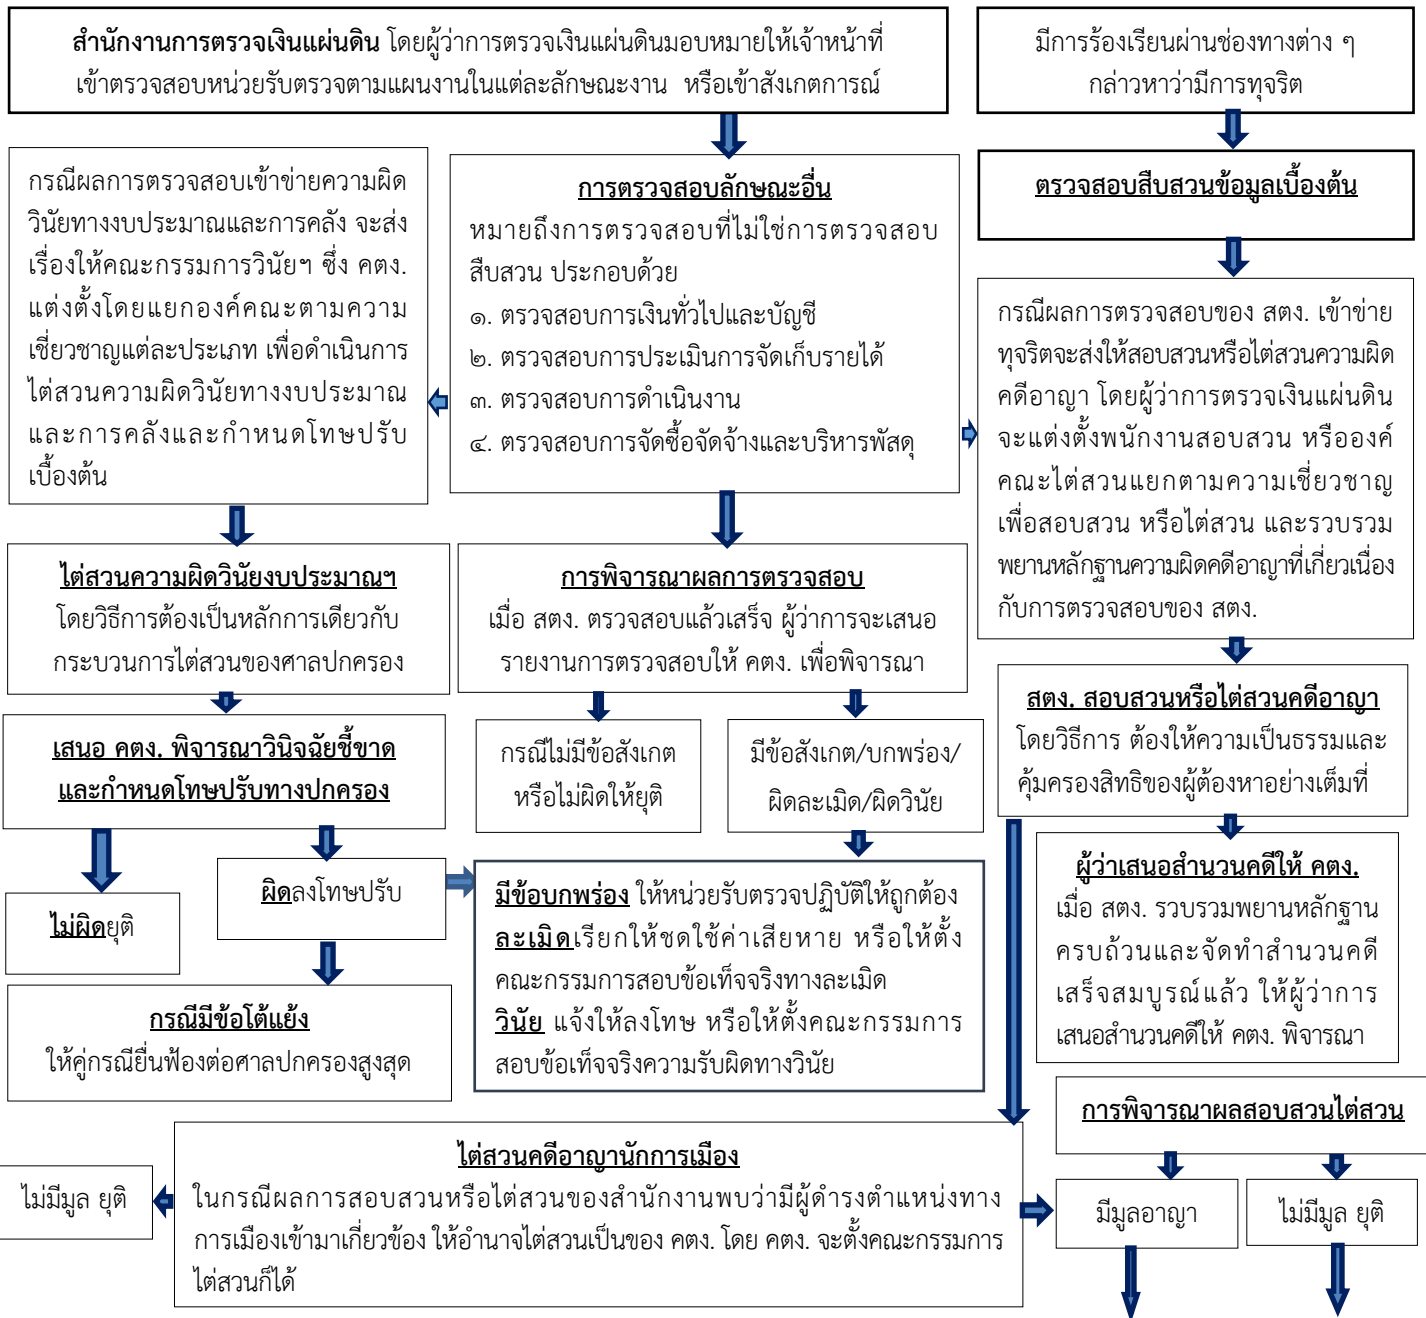 สำนักงานการตรวจเงินแผ่นดิน โดยผู้ว่าการตรวจเงินแผ่นดินมอบหมายให้เจ้าหน้าที่
เข้าตรวจสอบหน่วยรับตรวจตามแผนงานในแต่ละลักษณะงาน หรือเข้าสังเกตการณ์
มีการร้องเรียนผ่านช่องทางต่าง ๆ
กล่าวหาว่ามีการทุจริต
กรณีผลการตรวจสอบเข้าข่ายความผิด
วินัยทางงบประมาณและการคลัง จะส่ง
เรื่องให้คณะกรรมการวินัยฯ ซึ่ง คตง.
แต่งตั้งโดยแยกองค์คณะตามความ
เชี่ยวชาญแต่ละประเภท เพื่อดำเนินการ
ไต่สวนความผิดวินัยทางงบประมาณ
และการคลังและกำหนดโทษปรับ
เบื้องต้น
การตรวจสอบลักษณะอื่น
หมายถึงการตรวจสอบที่ไม่ใช่การตรวจสอบ
สืบสวน ประกอบด้วย
๑. ตรวจสอบการเงินทั่วไปและบัญชี
๒. ตรวจสอบการประเมินการจัดเก็บรายได้
๓. ตรวจสอบการดำเนินงาน
๔. ตรวจสอบการจัดซื้อจัดจ้างและบริหารพัสดุ
ตรวจสอบสืบสวนข้อมูลเบื้องต้น
กรณีผลการตรวจสอบของ สตง. เข้าข่าย
ทุจริตจะส่งให้สอบสวนหรือไต่สวนความผิด
คดีอาญา โดยผู้ว่าการตรวจเงินแผ่นดิน
จะแต่งตั้งพนักงานสอบสวน หรือองค์
คณะไต่สวนแยกตามความเชี่ยวชาญ
เพื่อสอบสวน หรือไต่สวน และรวบรวม
พยานหลักฐานความผิดคดีอาญาที่เกี่ยวเนื่อง
กับการตรวจสอบของ สตง.
ไต่สวนความผิดวินัยงบประมาณฯ
โดยวิธีการต้องเป็นหลักการเดียวกับ
กระบวนการไต่สวนของศาลปกครอง
การพิจารณาผลการตรวจสอบ
เมื่อ สตง. ตรวจสอบแล้วเสร็จ ผู้ว่าการจะเสนอ
รายงานการตรวจสอบให้ คตง. เพื่อพิจารณา
สตง. สอบสวนหรือไต่สวนคดีอาญา
โดยวิธีการ ต้องให้ความเป็นธรรมและ
คุ้มครองสิทธิของผู้ต้องหาอย่างเต็มที่
เสนอ คตง. พิจารณาวินิจฉัยชี้ขาด
และกำหนดโทษปรับทางปกครอง
กรณีไม่มีข้อสังเกต
หรือไม่ผิดให้ยุติ
มีข้อสังเกต/บกพร่อง/
ผิดละเมิด/ผิดวินัย
ไม่ผิดยุติ
ผิดลงโทษปรับ
มีข้อบกพร่อง ให้หน่วยรับตรวจปฏิบัติให้ถูกต้อง
ละเมิดเรียกให้ชดใช้ค่าเสียหาย หรือให้ตั้ง
คณะกรรมการสอบข้อเท็จจริงทางละเมิด
วินัย แจ้งให้ลงโทษ หรือให้ตั้งคณะกรรมการ
สอบข้อเท็จจริงความรับผิดทางวินัย
ผู้ว่าเสนอสำนวนคดีให้ คตง.
เมื่อ สตง. รวบรวมพยานหลักฐาน
ครบถ้วนและจัดทำสำนวนคดี
เสร็จสมบูรณ์แล้ว ให้ผู้ว่าการ
เสนอสำนวนคดีให้ คตง. พิจารณา
กรณีมีข้อโต้แย้ง
ให้คู่กรณียื่นฟ้องต่อศาลปกครองสูงสุด
การพิจารณาผลสอบสวนไต่สวน
ไม่มีมูล ยุติ
ไต่สวนคดีอาญานักการเมือง
ในกรณีผลการสอบสวนหรือไต่สวนของสำนักงานพบว่ามีผู้ดำรงตำแหน่งทาง
การเมืองเข้ามาเกี่ยวข้อง ให้อำนาจไต่สวนเป็นของ คตง. โดย คตง. จะตั้งคณะกรรมการ
ไต่สวนก็ได้
มีมูลอาญา
ไม่มีมูล ยุติ